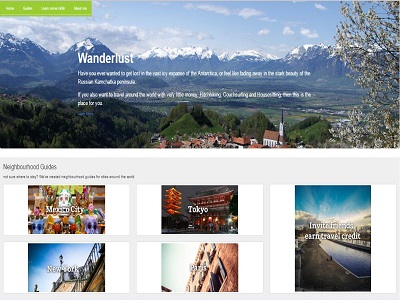 Home Guides Learn some skills About me
Wanderlust
Have you ever wanted to get lost in the vast icy expanse of the Antarctica, or feel like fading away in the stark beauty of the
Russian Kamchatka peninsula.
If you also want to travel around the world with very little money, Hitchhiking, Couchsurfing and Housesitting, then this is the
place for you.
Neighbourhood Guides
not sure where to stay? We've created neighbourhood guides for cities around the world
Mexico City
Tokyo
Invite friends,
earn travel credit
New York
Paris